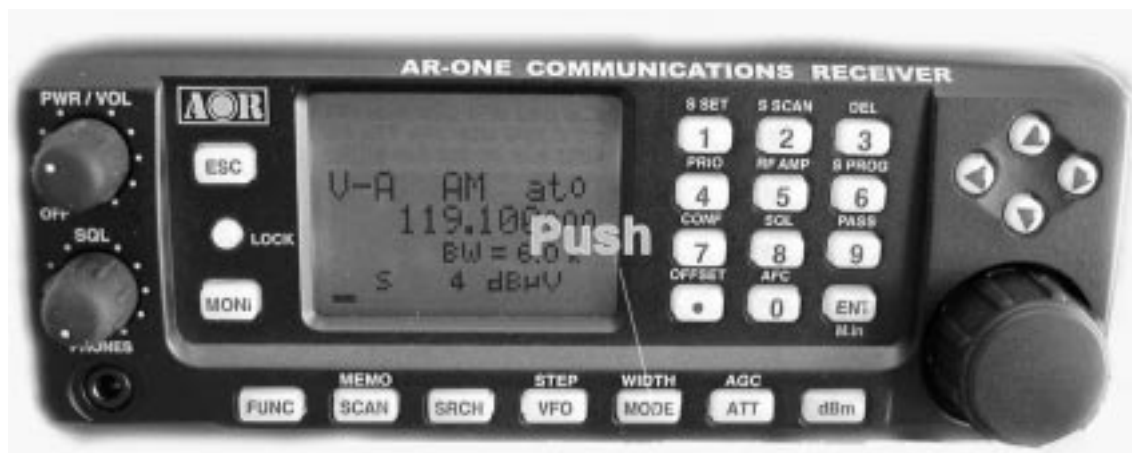 AR-ONE COMMUNICATIONS RECEIVER
PWR / VOL
OFF
SQL
PHONES
AOR
ESC
LOCK
MONi
V-A AM ato
119.100000
BW = 6.0 k
S 4 dBµV
Push
S SET S SCAN DEL
1 2 3
PRIO RF AMP S PROG
4 5 6
CONF SQL PASS
7 8 9
OFFSET AFC
• 0 ENT
M.in
MEMO STEP WIDTH AGC
FUNC SCAN SRCH VFO MODE ATT dBm